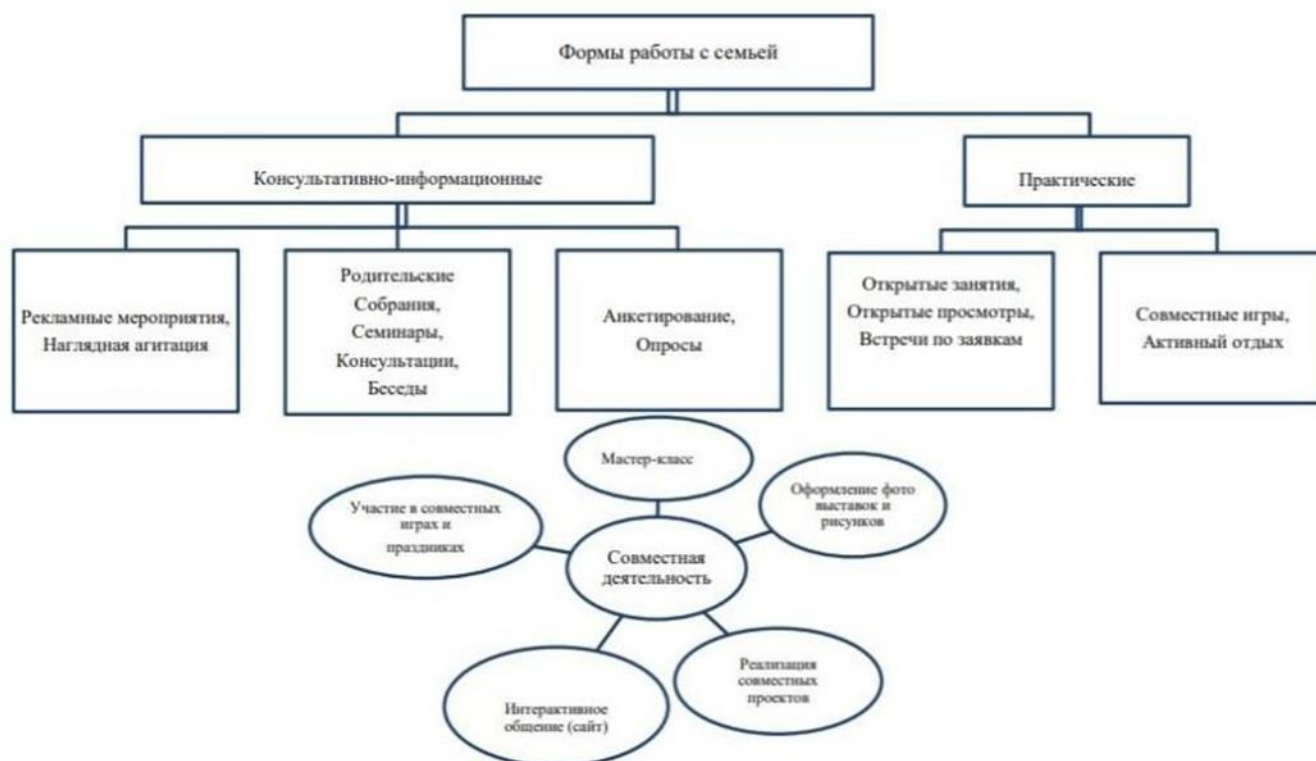 Формы работы с семьей
Консультативно-информационные
Практические
Рекламные мероприятия,
Наглядная агитация
Родительские
Собрания,
Семинары,
Консультации,
Беседы
Анкетирование,
Опросы
Открытые занятия,
Открытые просмотры,
Встречи по заявкам
Совместные игры,
Активный отдых
Мастер-класс
Участие в совместных
играх и
праздниках
Оформление фото
выставок и
рисунков
Совместная
деятельность
Интерактивное
общение (сайт)
Реализация
совместных
проектов